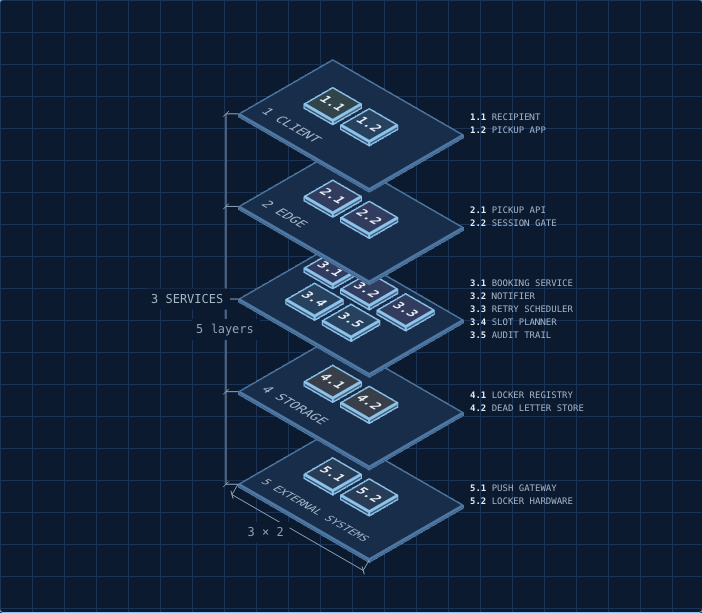 1 CLIENT
1.1
1.2
1.1 RECIPIENT
1.2 PICKUP APP
2 EDGE
2.1
2.2
2.1 PICKUP API
2.2 SESSION GATE
3 SERVICES
3.1
3.2
3.3
3.4
3.5
3.1 BOOKING SERVICE
3.2 NOTIFIER
3.3 RETRY SCHEDULER
3.4 SLOT PLANNER
3.5 AUDIT TRAIL
5 layers
4 STORAGE
4.1
4.2
4.1 LOCKER REGISTRY
4.2 DEAD LETTER STORE
5 EXTERNAL SYSTEMS
5.1
5.2
5.1 PUSH GATEWAY
5.2 LOCKER HARDWARE
3 × 2